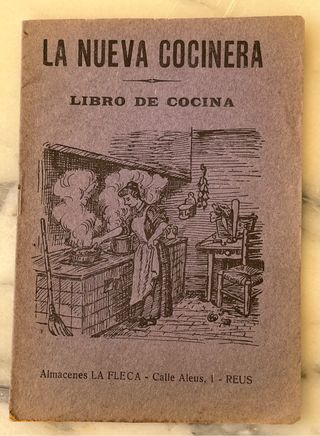 LA NUEVA COCINERA
LIBRO DE COCINA
Almacenes LA FLECA - Calle Aleus, 1 - REUS